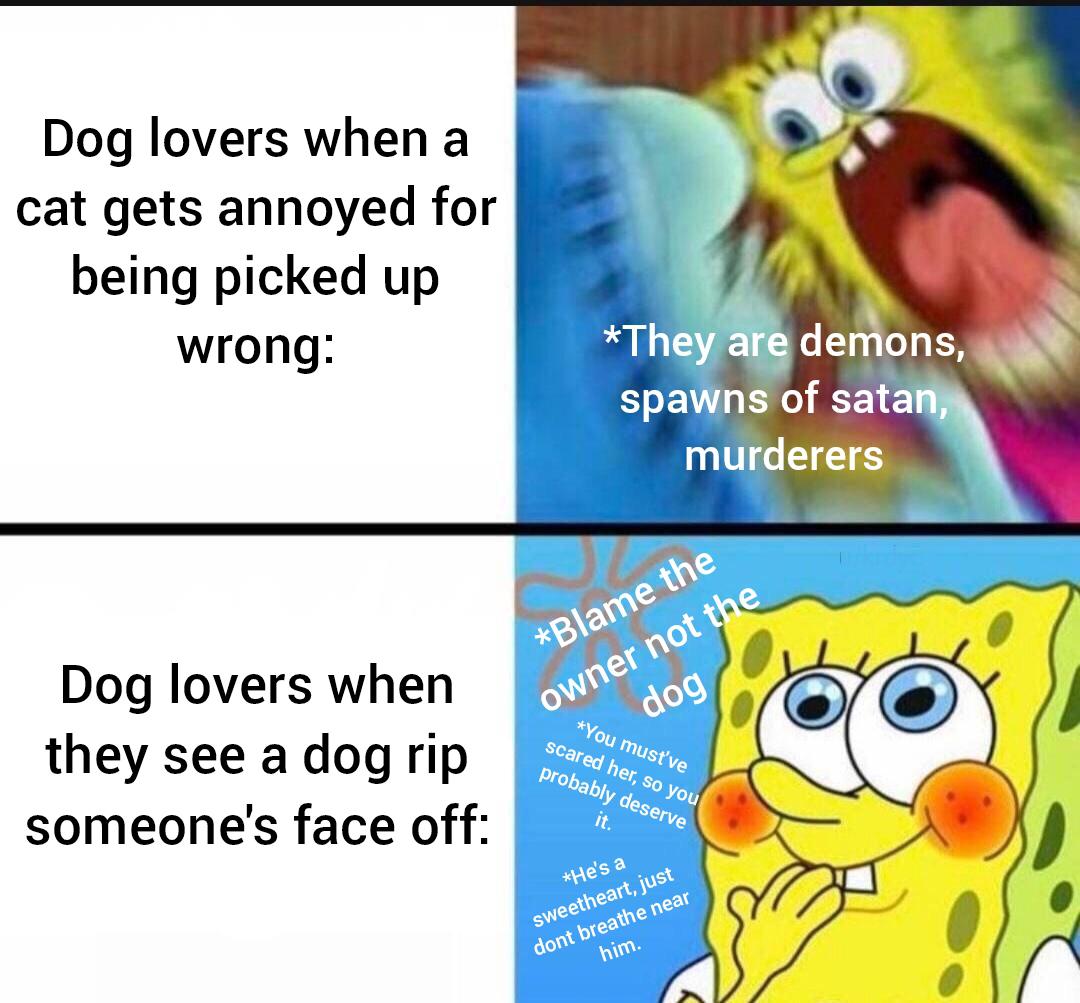 Dog lovers when a
cat gets annoyed for
being picked up
wrong:
*They are demons,
spawns of satan,
murderers
Dog lovers when
they see a dog rip
someone's face off:
*Blame the
owner not the
dog
*You must've
scared her, so you
probably deserve
it.
*He's a
sweetheart, just
dont breathe near
him.